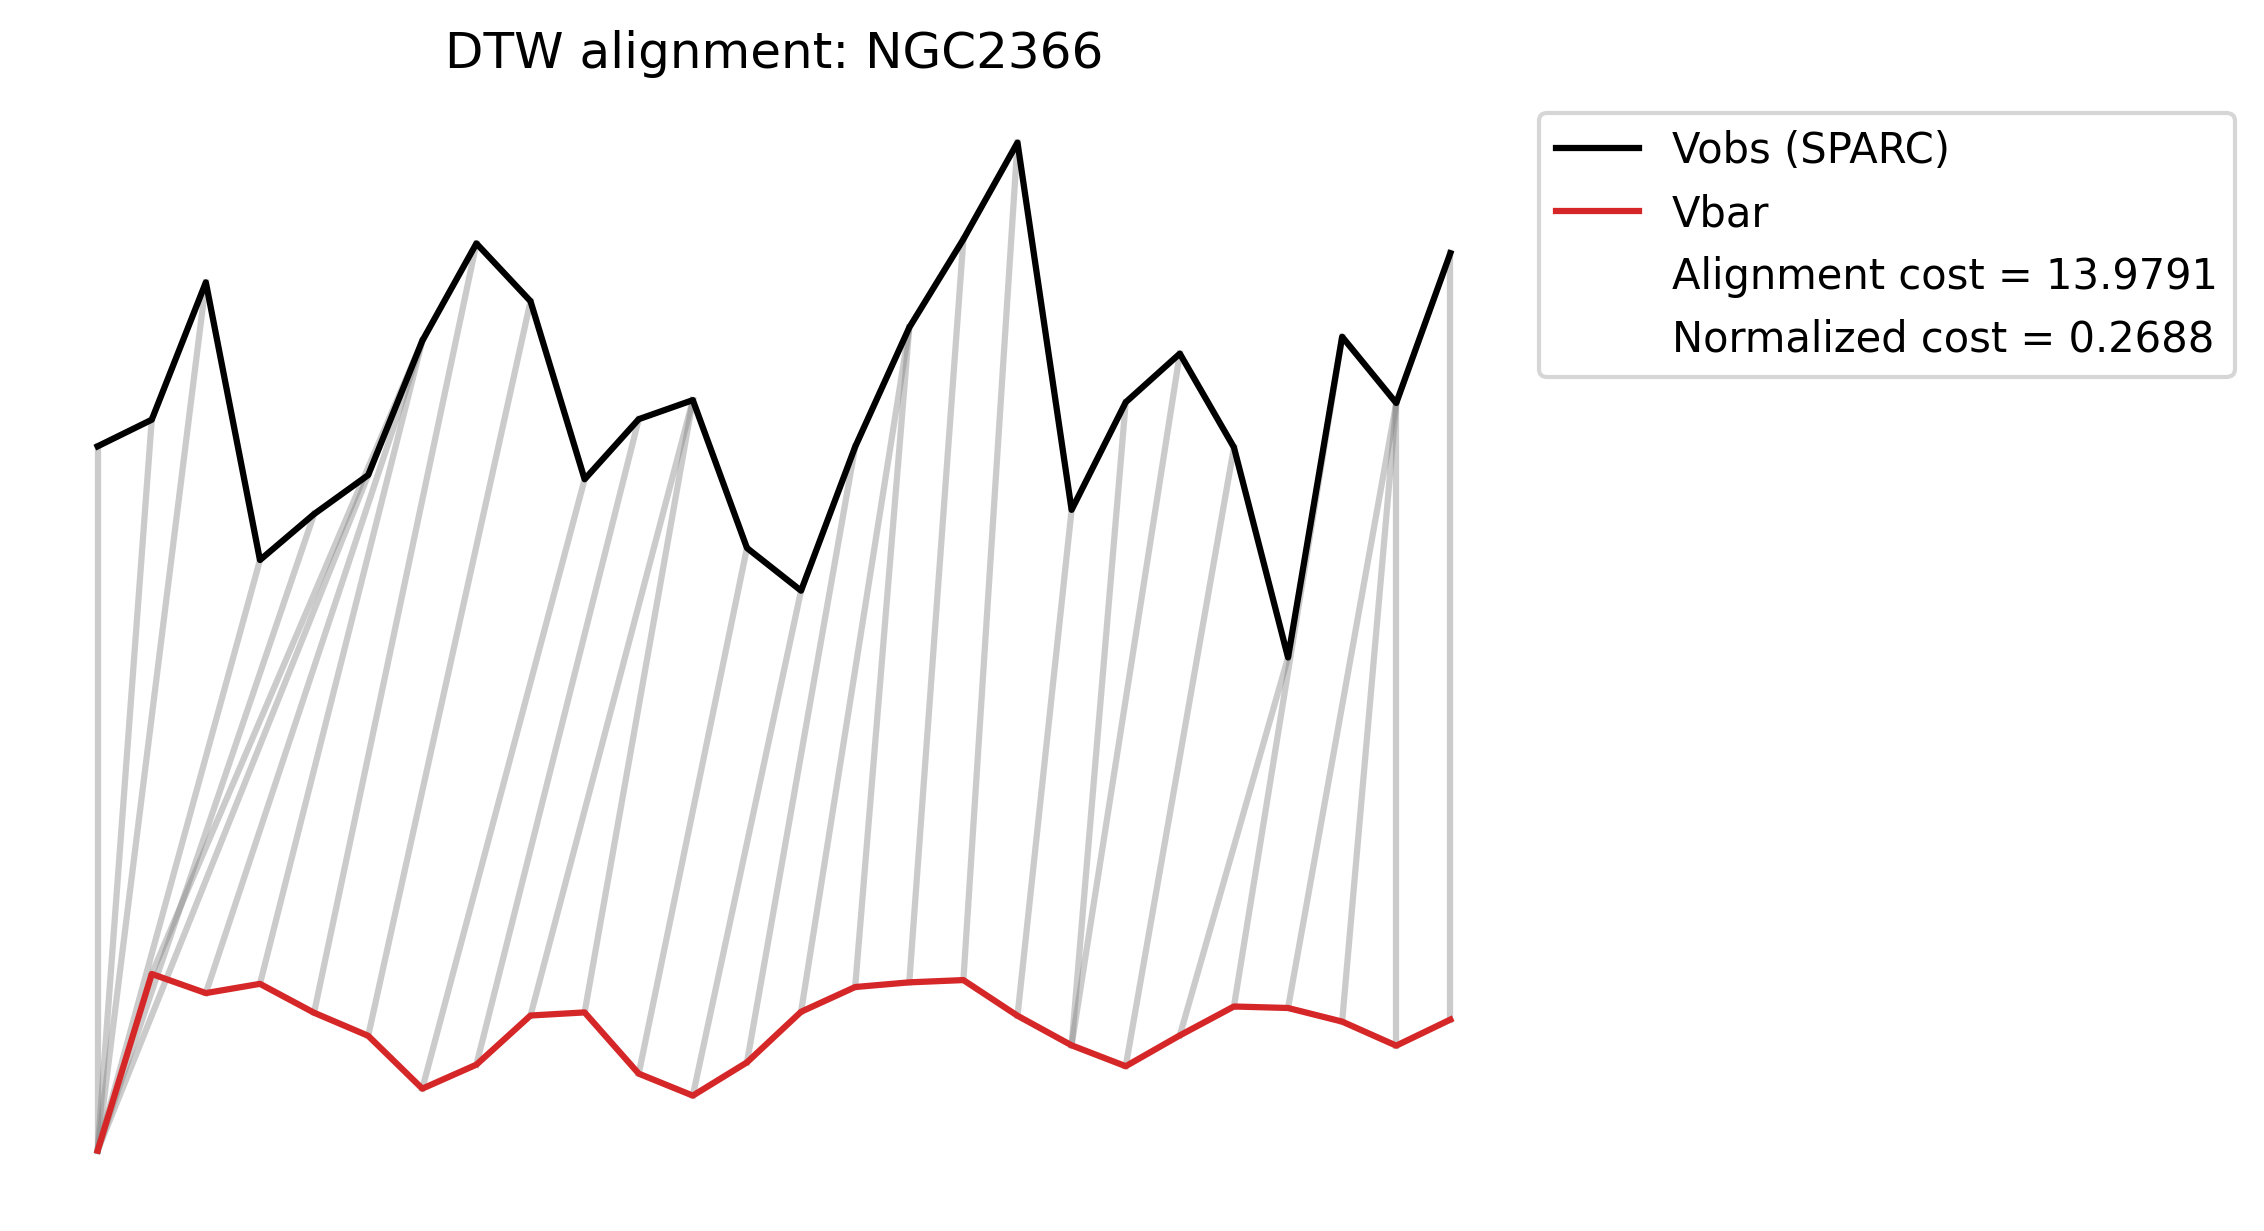 DTW alignment: NGC2366
Vobs (SPARC)
Vbar
Alignment cost = 13.9791
Normalized cost = 0.2688